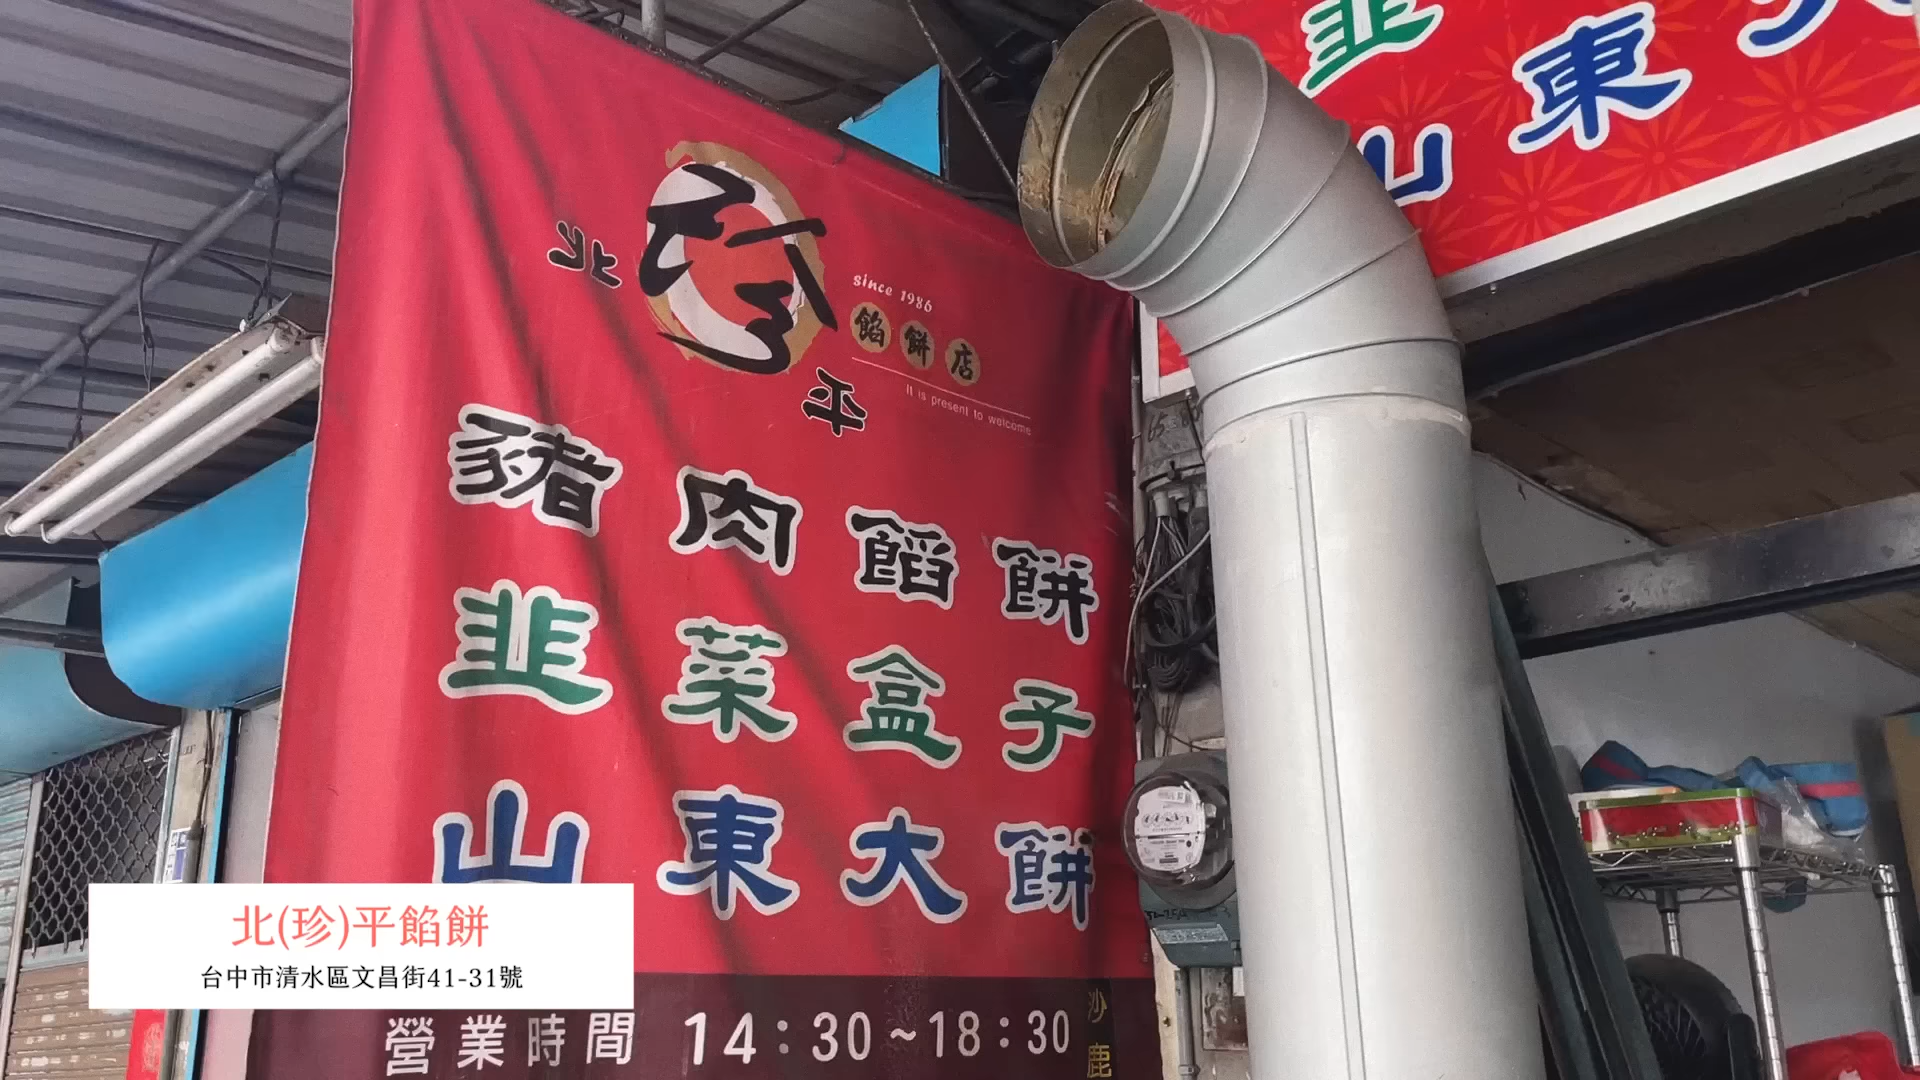 北珍平
since 1986
餡餅店
It is present to welcome
豬肉餡餅
韭菜盒子
山東大餅
營業時間 14:30~18:30
沙鹿
韭
山東大
北(珍)平餡餅
台中市清水區文昌街41-31號